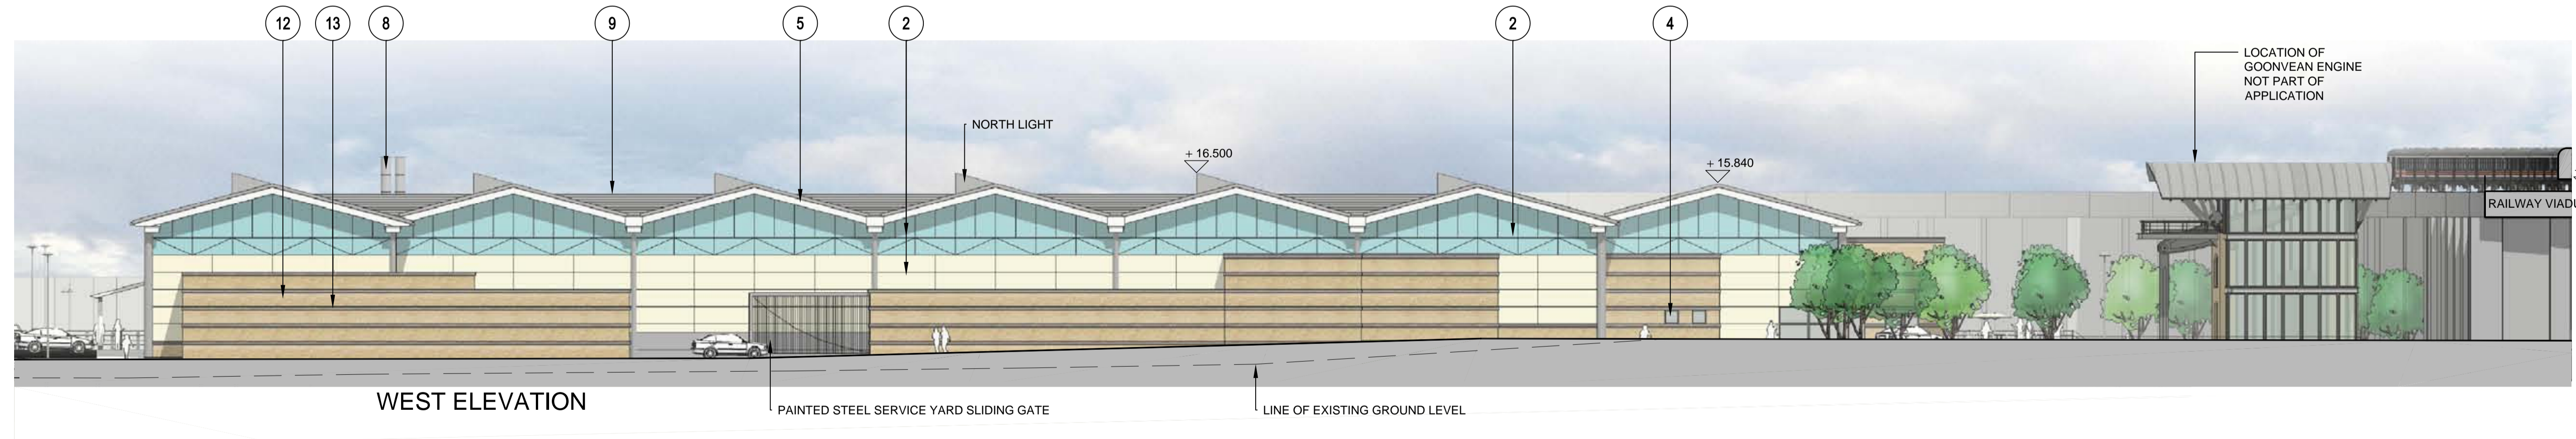 12
13
8
9
5
2
2
4
LOCATION OF
GOONVEAN ENGINE
NOT PART OF
APPLICATION
NORTH LIGHT
+ 16.500
+ 15.840
RAILWAY VIADU
WEST ELEVATION
PAINTED STEEL SERVICE YARD SLIDING GATE
LINE OF EXISTING GROUND LEVEL